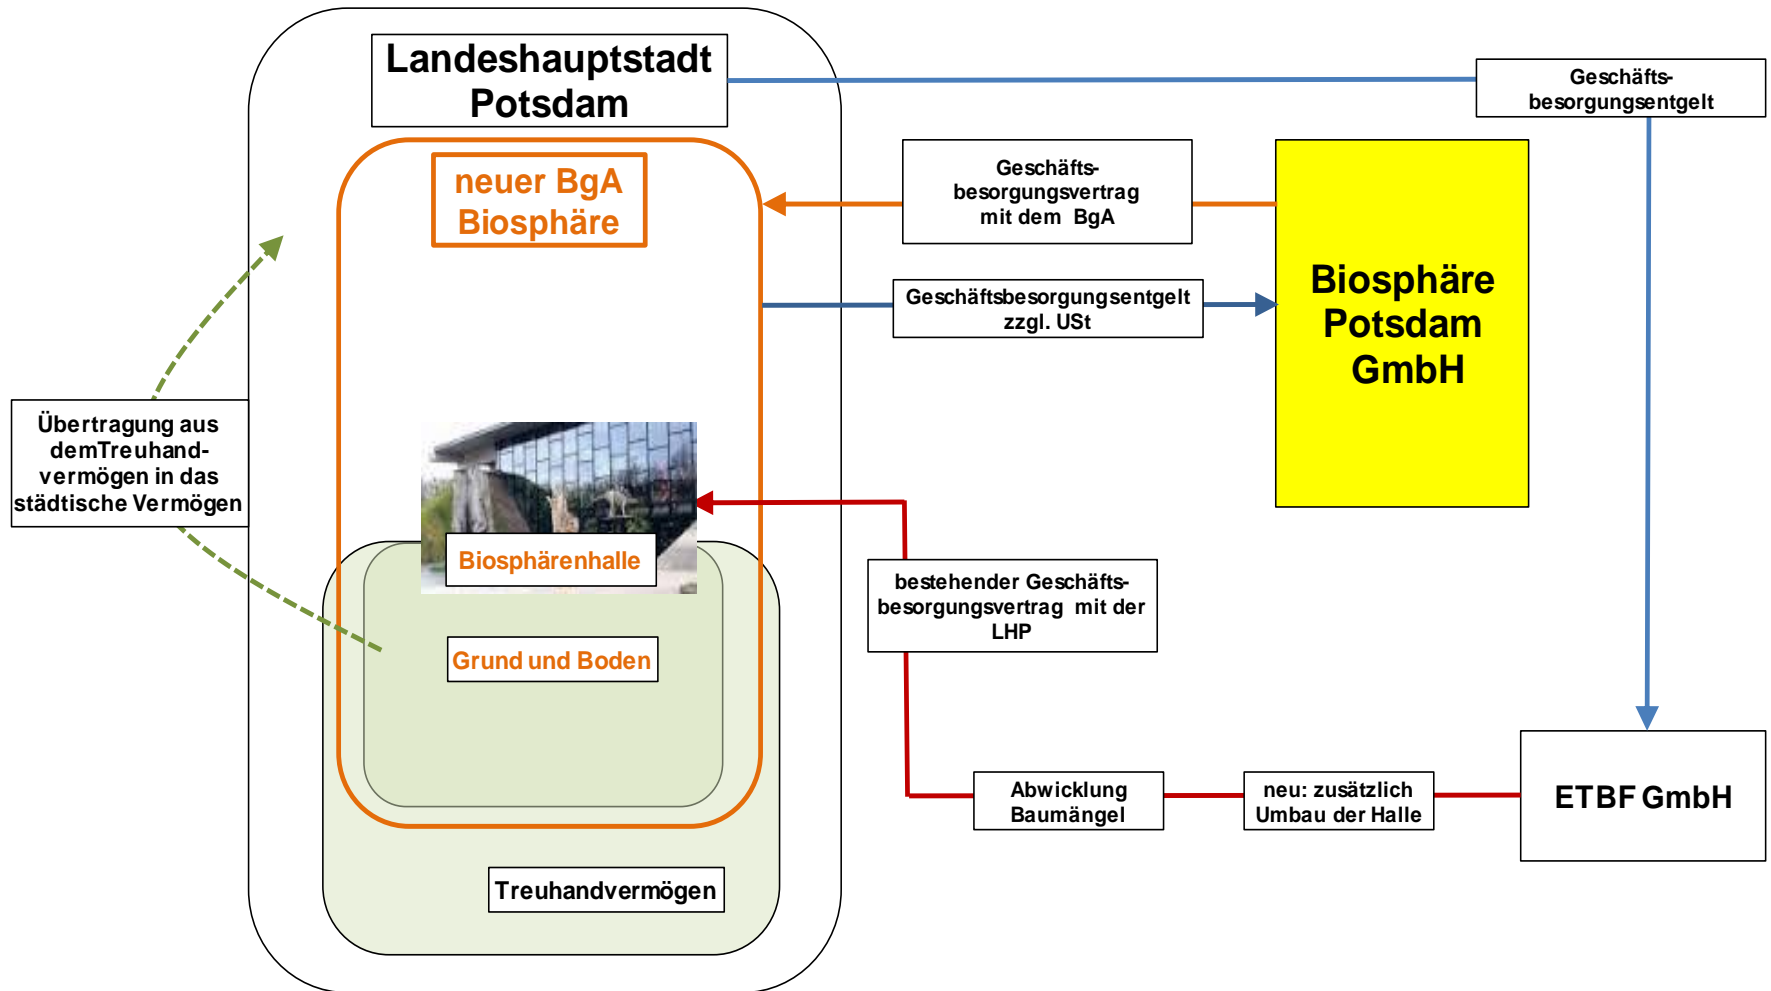 Landeshauptstadt
Potsdam
Geschäfts-
besorgungsentgelt
neuer BgA
Biosphäre
Geschäfts-
besorgungsvertrag
mit dem BgA
Biosphäre
Potsdam
GmbH
Geschäftsbesorgungsentgelt
zzgl. USt
Übertragung aus
demTreuhand-
vermögen in das
städtische Vermögen
Biosphärenhalle
bestehender Geschäfts-
besorgungsvertrag mit der
LHP
Grund und Boden
Abwicklung
Baumängel
neu: zusätzlich
Umbau der Halle
ETBF GmbH
Treuhandvermögen